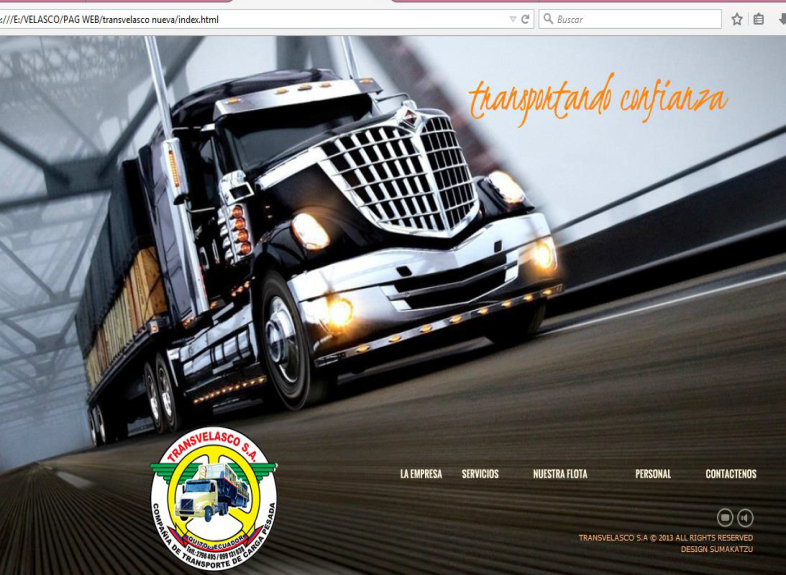 :///E:/VELASCO/PAG WEB/transvelasco nueva/index.html
Buscar
transportando confianza
LA EMPRESA SERVICIOS NUESTRA FLOTA PERSONAL CONTACTENOS
TRANSVELASCO S.A.
QUITO - ECUADOR
COMPAÑIA DE TRANSPORTE DE CARGA PESADA
TRANSVELASCO S.A © 2013 ALL RIGHTS RESERVED
DESIGN SUMAKATZU